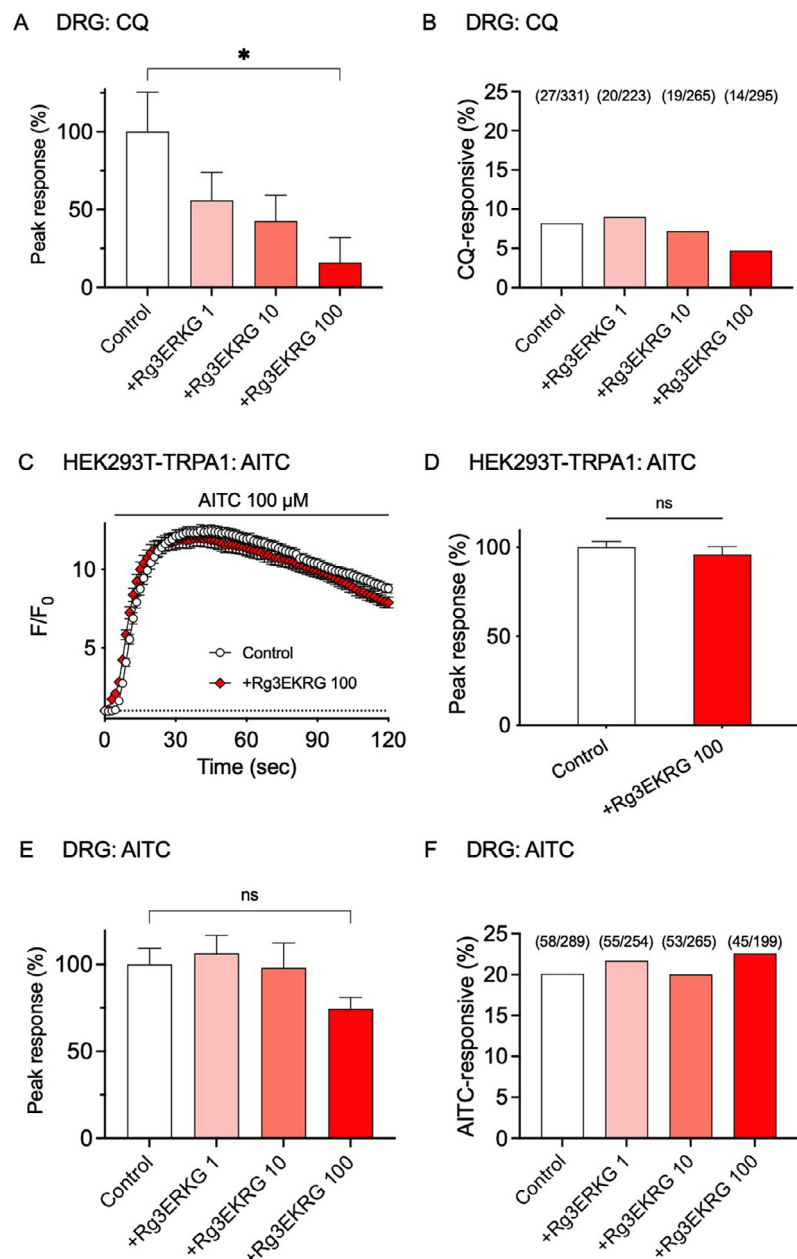 A DRG: CQ
*
Peak response (%)
100
50
0
Control
+Rg3ERKG 1
+Rg3EKRG 10
+Rg3EKRG 100
B DRG: CQ
(27/331) (20/223) (19/265) (14/295)
CQ-responsive (%)
25
20
15
10
5
0
Control
+Rg3ERKG 1
+Rg3EKRG 10
+Rg3EKRG 100
C HEK293T-TRPA1: AITC
AITC 100 µM
F/F0
10
5
Control
+Rg3EKRG 100
0 30 60 90 120
Time (sec)
D HEK293T-TRPA1: AITC
ns
Peak response (%)
100
50
0
Control
+Rg3EKRG 100
E DRG: AITC
ns
Peak response (%)
100
50
0
Control
+Rg3ERKG 1
+Rg3EKRG 10
+Rg3EKRG 100
F DRG: AITC
(58/289) (55/254) (53/265) (45/199)
AITC-responsive (%)
25
20
15
10
5
0
Control
+Rg3ERKG 1
+Rg3EKRG 10
+Rg3EKRG 100